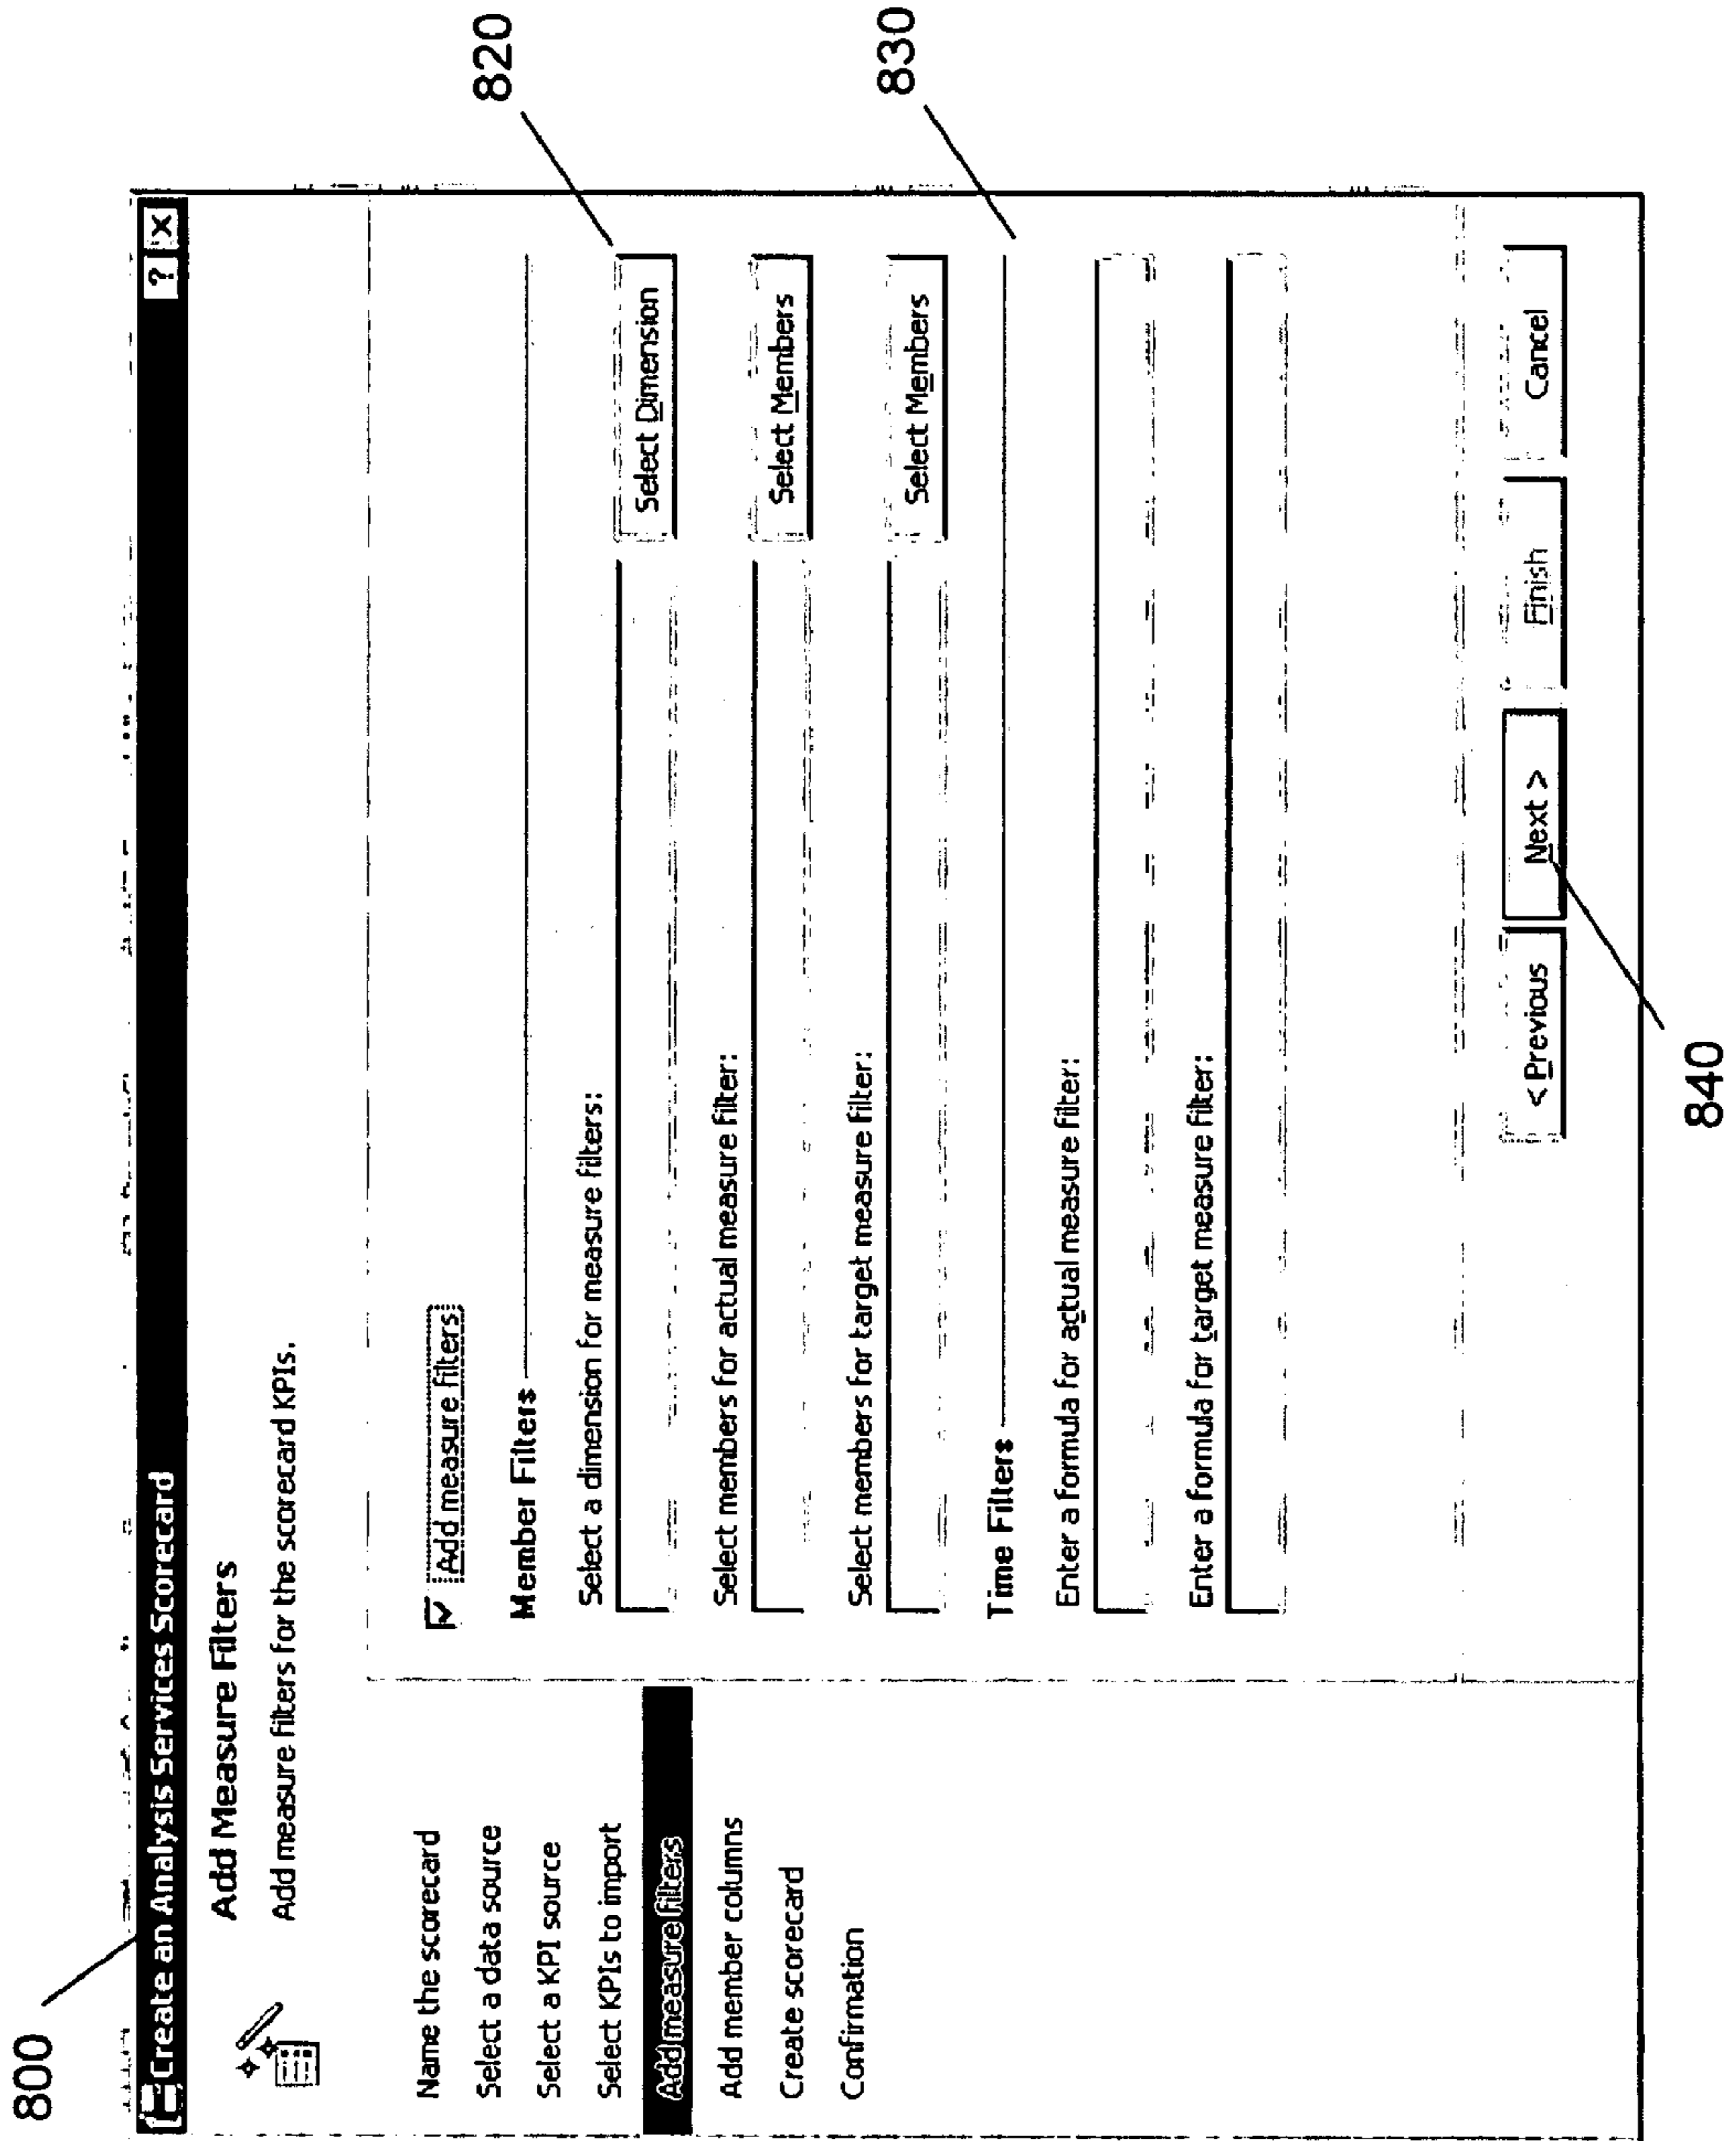 800
Create an Analysis Services Scorecard
? X
Add Measure Filters
Add measure filters for the scorecard KPIs.
Name the scorecard
Select a data source
Select a KPI source
Select KPIs to import
Add measure filters
Add member columns
Create scorecard
Confirmation
Add measure filters
Member Filters
820
Select a dimension for measure filters:
Select Dimension
Select members for actual measure filter:
Select Members
Select members for target measure filter:
Select Members
Time Filters
830
Enter a formula for actual measure filter:
Enter a formula for target measure filter:
< Previous
Next >
Finish
Cancel
840